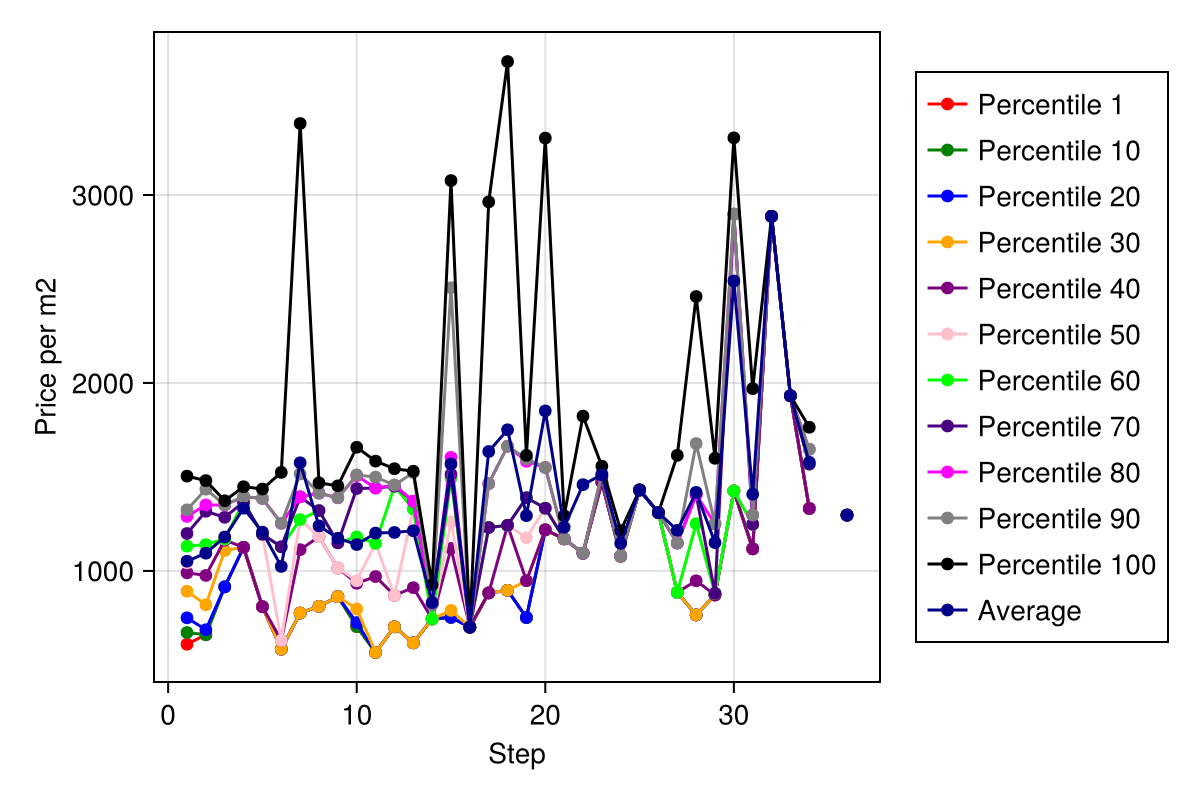 Price per m2
3000
2000
1000
0
10
20
30
Step
Percentile 1
Percentile 10
Percentile 20
Percentile 30
Percentile 40
Percentile 50
Percentile 60
Percentile 70
Percentile 80
Percentile 90
Percentile 100
Average